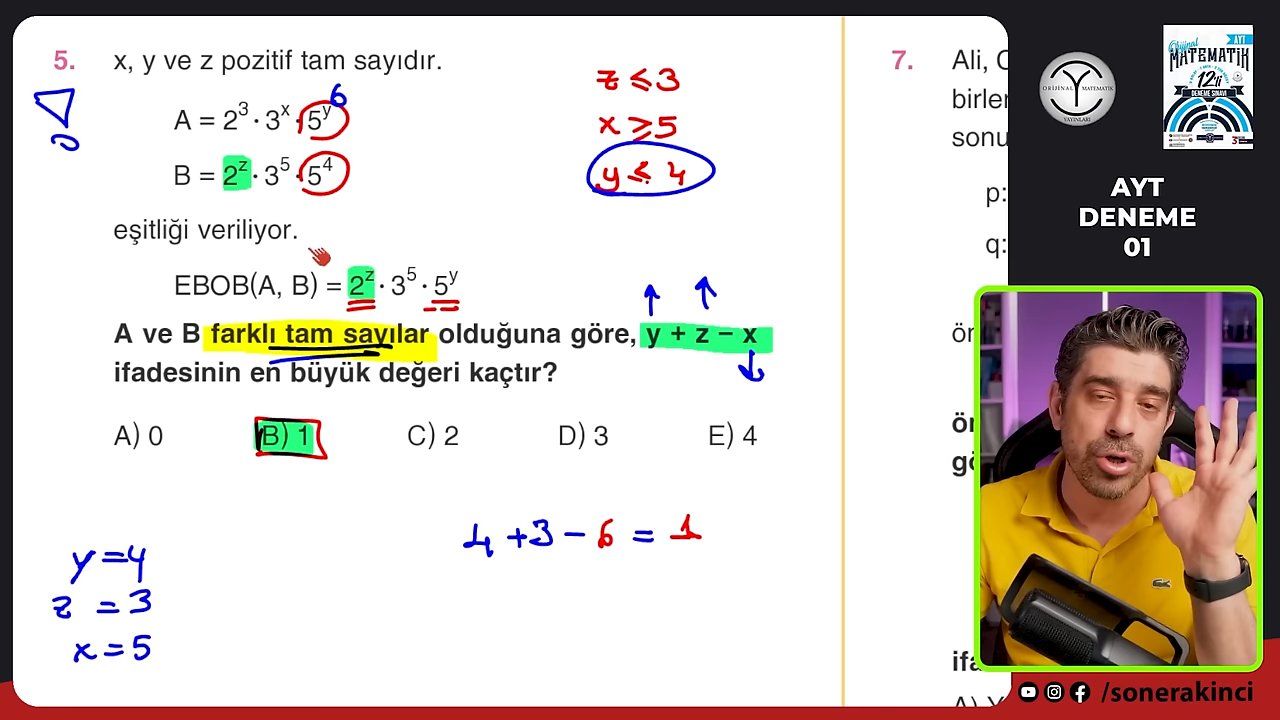 5. x, y ve z pozitif tam sayıdır.
A = 2³ · 3ˣ · 5ʸ 6
B = 2ᶻ · 3⁵ · 5⁴
eşitliği veriliyor.
EBOB(A, B) = 2ᶻ · 3⁵ · 5ʸ
A ve B farklı tam sayılar olduğuna göre, y + z − x
ifadesinin en büyük değeri kaçtır?
A) 0 B) 1 C) 2 D) 3 E) 4
z ≤ 3
x ≥ 5
y ≤ 4
4 + 3 − 6 = 1
y = 4
z = 3
x = 5
7. Ali,
birler
sonu
p:
q:
ör
ör
gö
ifa
ORİJİNAL MATEMATİK
YAYINLARI
AYT
Orijinal
MATEMATİK
12'li
DENEME SINAVI
AYT
DENEME
01
/sonerakinci